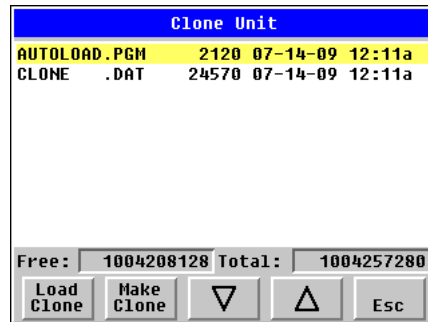 Clone Unit
AUTOLOAD.PGM 2120 07-14-09 12:11a
CLONE .DAT 24570 07-14-09 12:11a
Free: 1004208128 Total: 1004257280
Load Clone Make Clone Esc